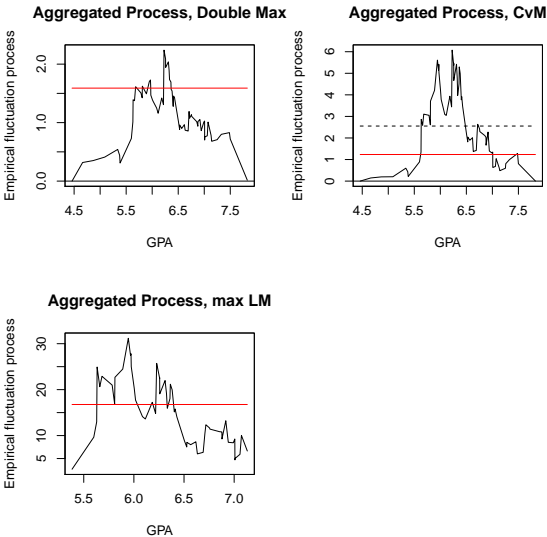 Aggregated Process, Double Max
Empirical fluctuation process
0.0 1.0 2.0
4.5 5.5 6.5 7.5
GPA
Aggregated Process, CvM
Empirical fluctuation process
0 1 2 3 4 5 6
4.5 5.5 6.5 7.5
GPA
Aggregated Process, max LM
Empirical fluctuation process
5 10 20 30
5.5 6.0 6.5 7.0
GPA